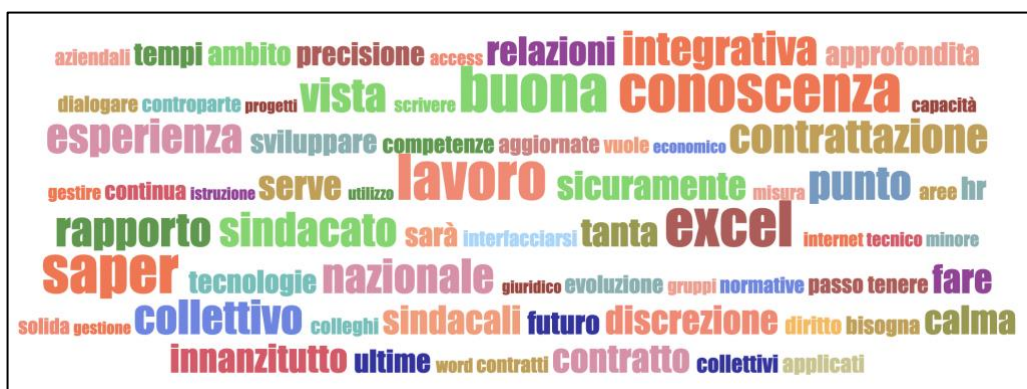 aziendali tempi ambito precisione access relazioni integrativa approfondita
dialogare controparte progetti vista scrivere buona conoscenza capacità
esperienza sviluppare competenze aggiornate vuole economico contrattazione
gestire continua istruzione serve utilizzo lavoro sicuramente misura punto aree hr
rapporto sindacato sarà interfacciarsi tanta excel internet tecnico minore
saper tecnologie nazionale giuridico evoluzione gruppi normative passo tenere fare
solida gestione collettivo colleghi sindacali futuro discrezione diritto bisogna calma
innanzitutto ultime word contratti contratto collettivi applicati